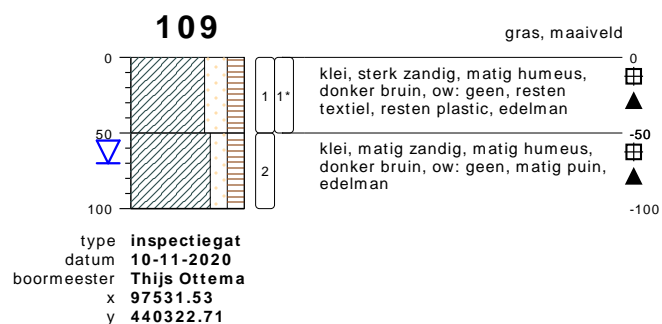 109
gras, maaiveld
0
0
klei, sterk zandig, matig humeus,
donker bruin, ow: geen, resten
textiel, resten plastic, edelman
1 1*
50
-50
klei, matig zandig, matig humeus,
donker bruin, ow: geen, matig puin,
edelman
2
100
-100
type inspectiegat
datum 10-11-2020
boormeester Thijs Ottema
x 97531.53
y 440322.71